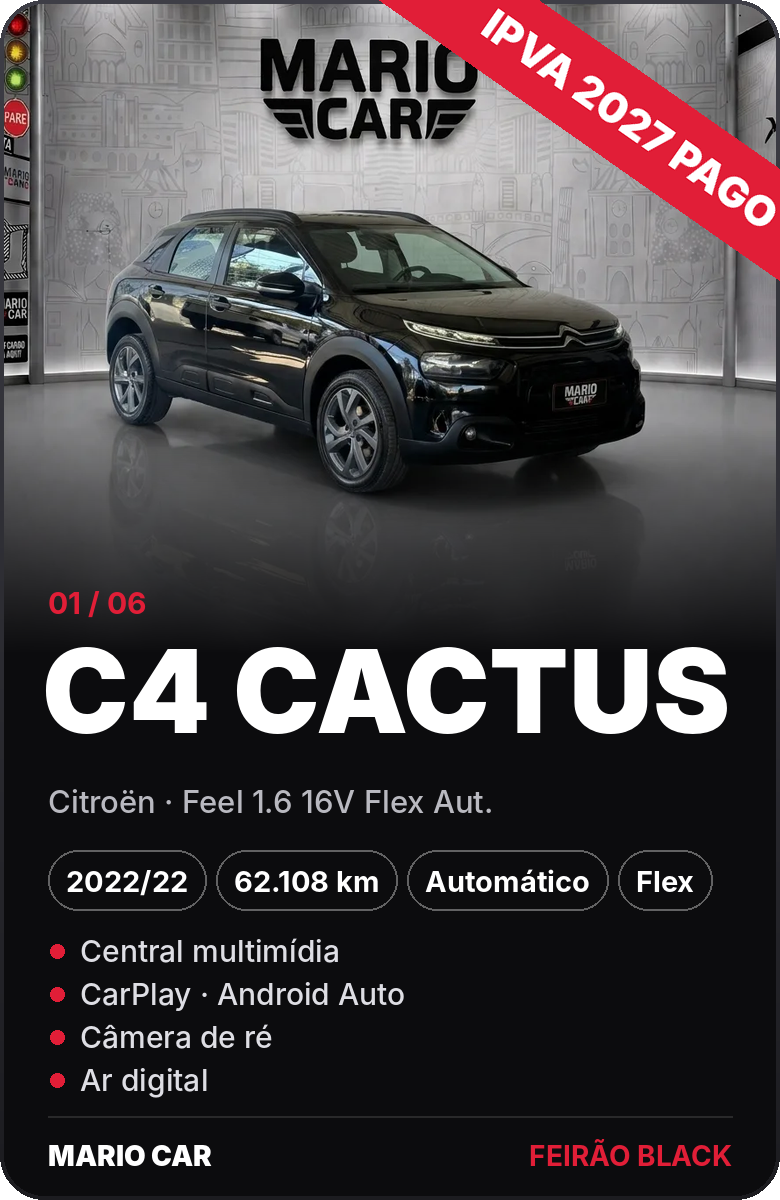 MARIO
CAR
IPVA 2027 PAGO
PARE
MARIO
CAR
MARIO
CAR
01 / 06
C4 CACTUS
Citroën · Feel 1.6 16V Flex Aut.
2022/22
62.108 km
Automático
Flex
Central multimídia
CarPlay · Android Auto
Câmera de ré
Ar digital
MARIO CAR
FEIRÃO BLACK